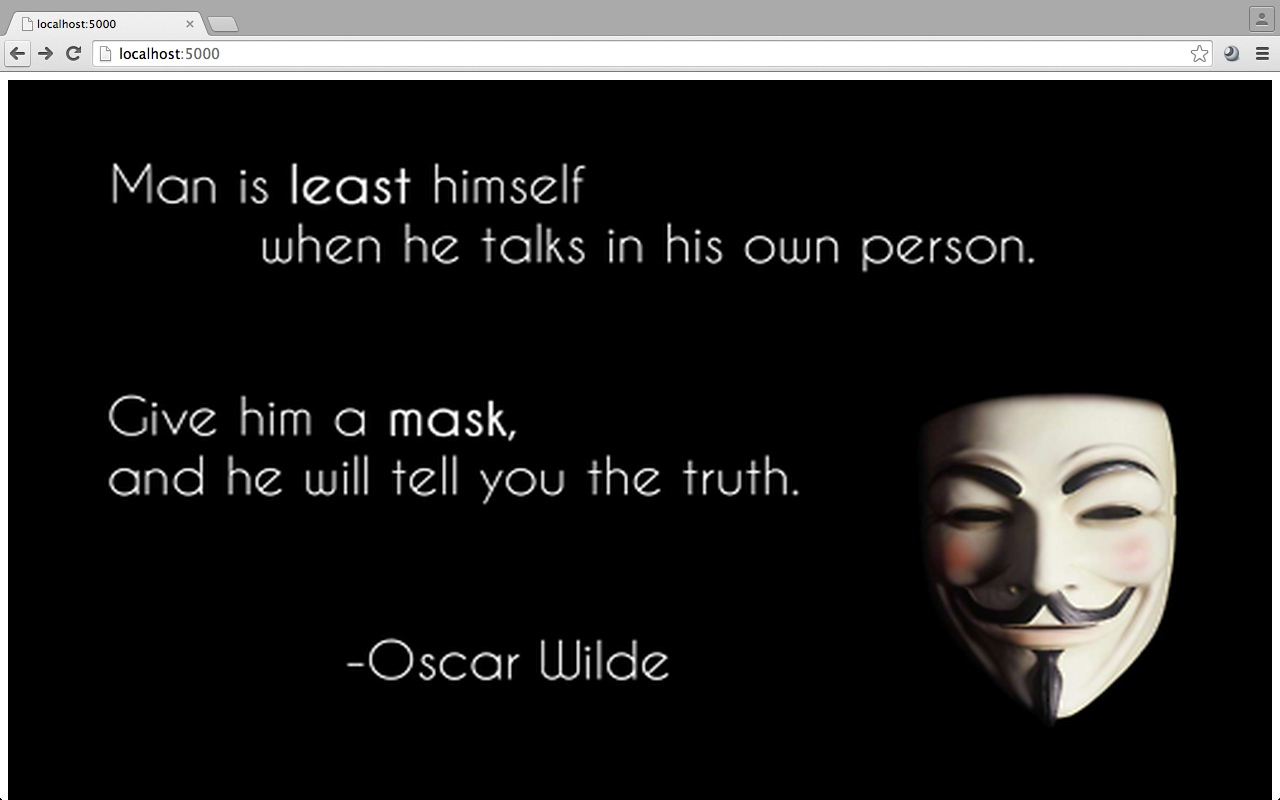 localhost:5000
localhost:5000
Man is least himself
when he talks in his own person.
Give him a mask,
and he will tell you the truth.
-Oscar Wilde